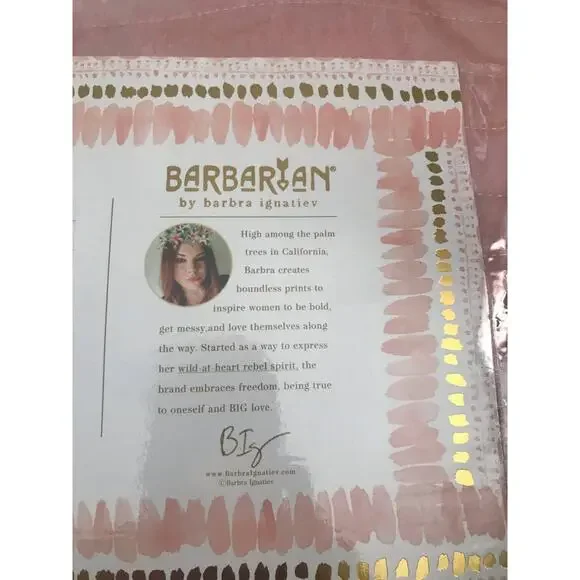 BARBARIAN®
by barbra ignatiev
High among the palm
trees in California,
Barbra creates
boundless prints to
inspire women to be bold,
get messy,and love themselves along
the way. Started as a way to express
her wild-at-heart rebel spirit, the
brand embraces freedom, being true
to oneself and BIG love.
BIg
www.BarbraIgnatiev.com
©Barbra Ignatiev